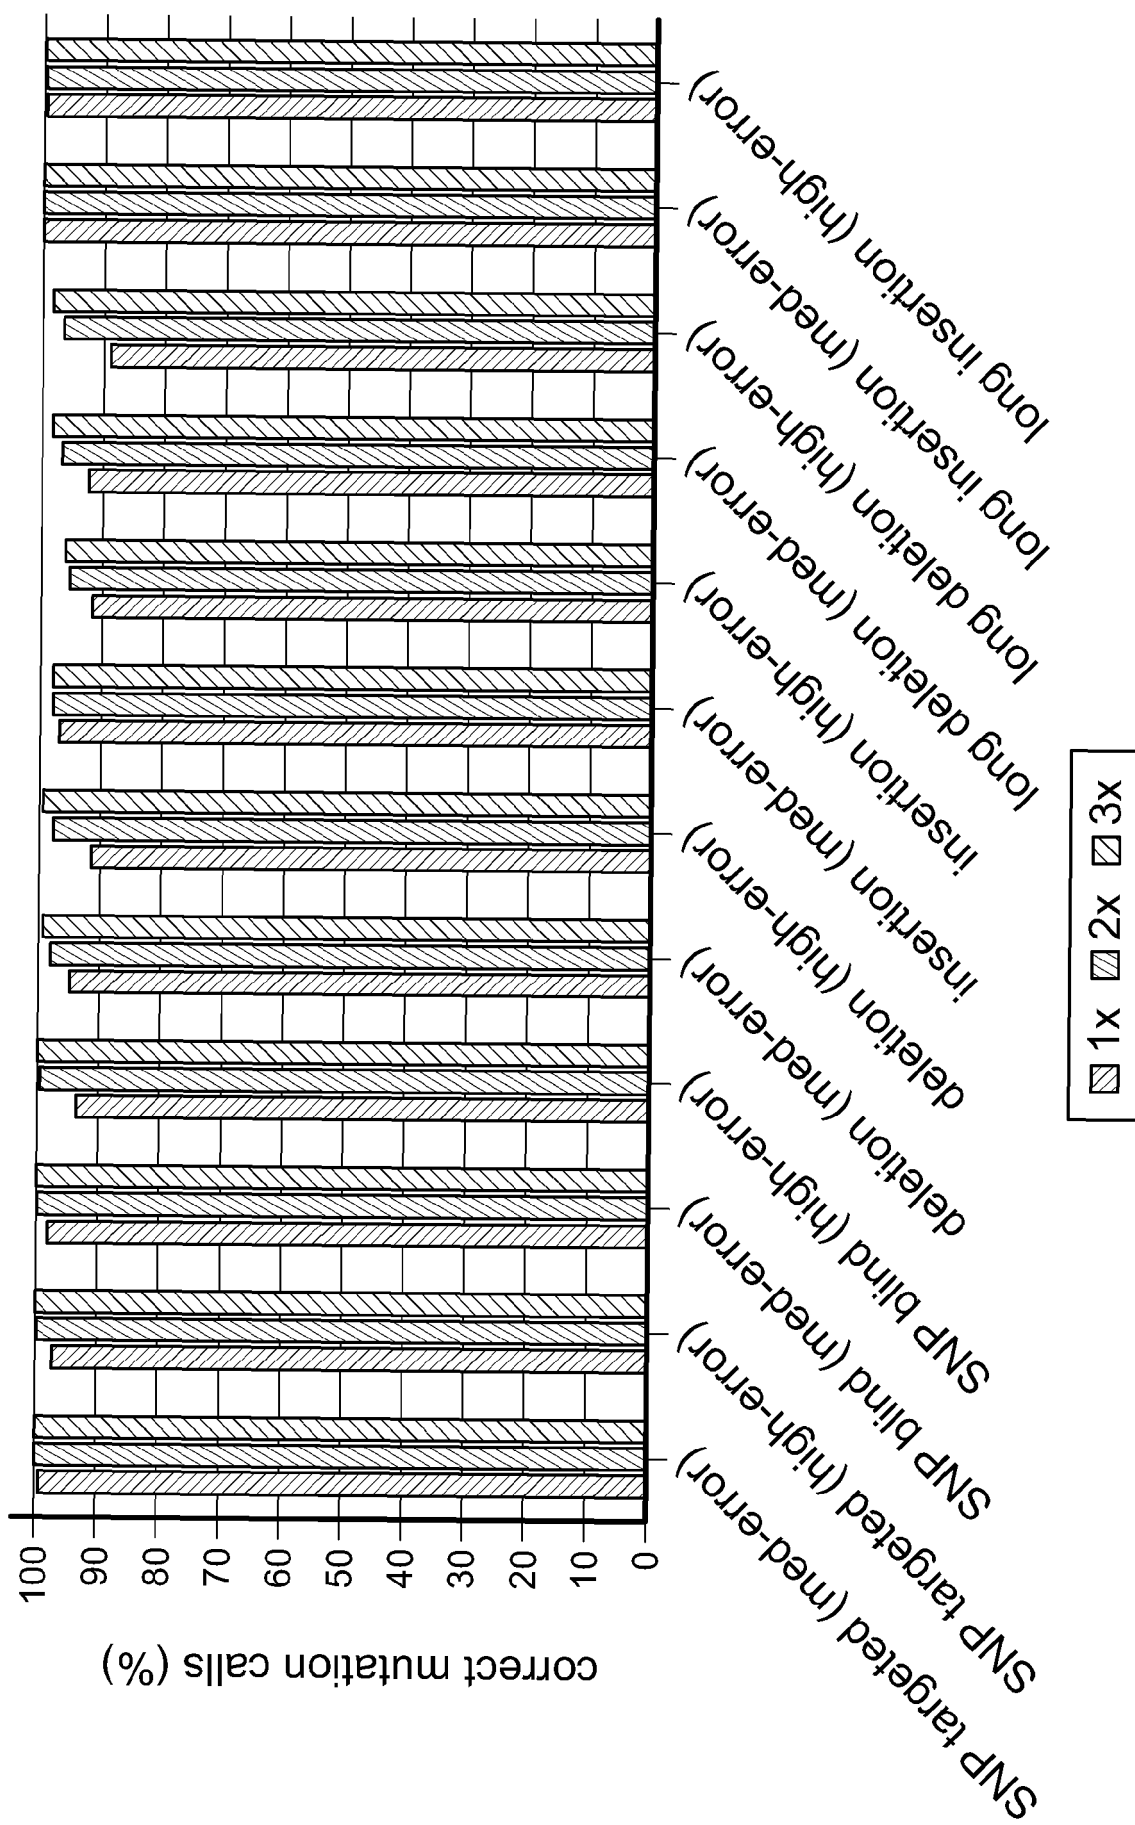 correct mutation calls (%)
100
90
80
70
60
50
40
30
20
10
0
SNP targeted (med-error)
SNP targeted (high-error)
SNP blind (med-error)
SNP blind (high-error)
deletion (med-error)
deletion (high-error)
insertion (med-error)
insertion (high-error)
long deletion (med-error)
long deletion (high-error)
long insertion (med-error)
long insertion (high-error)
1x 2x 3x